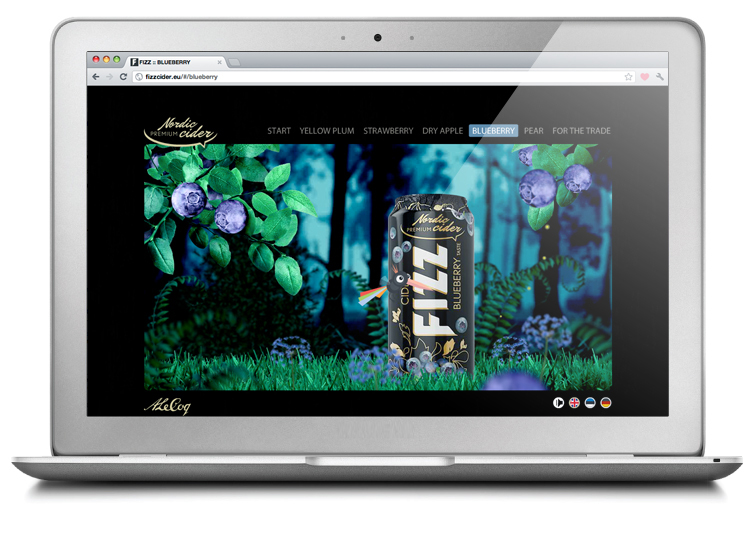 FIZZ :: BLUEBERRY
fizzcider.eu/#/blueberry
Nordic
PREMIUM cider
START YELLOW PLUM STRAWBERRY DRY APPLE BLUEBERRY PEAR FOR THE TRADE
Nordic
PREMIUM cider
CIDER
FIZZ
BLUEBERRY TASTE
A.LeCoq